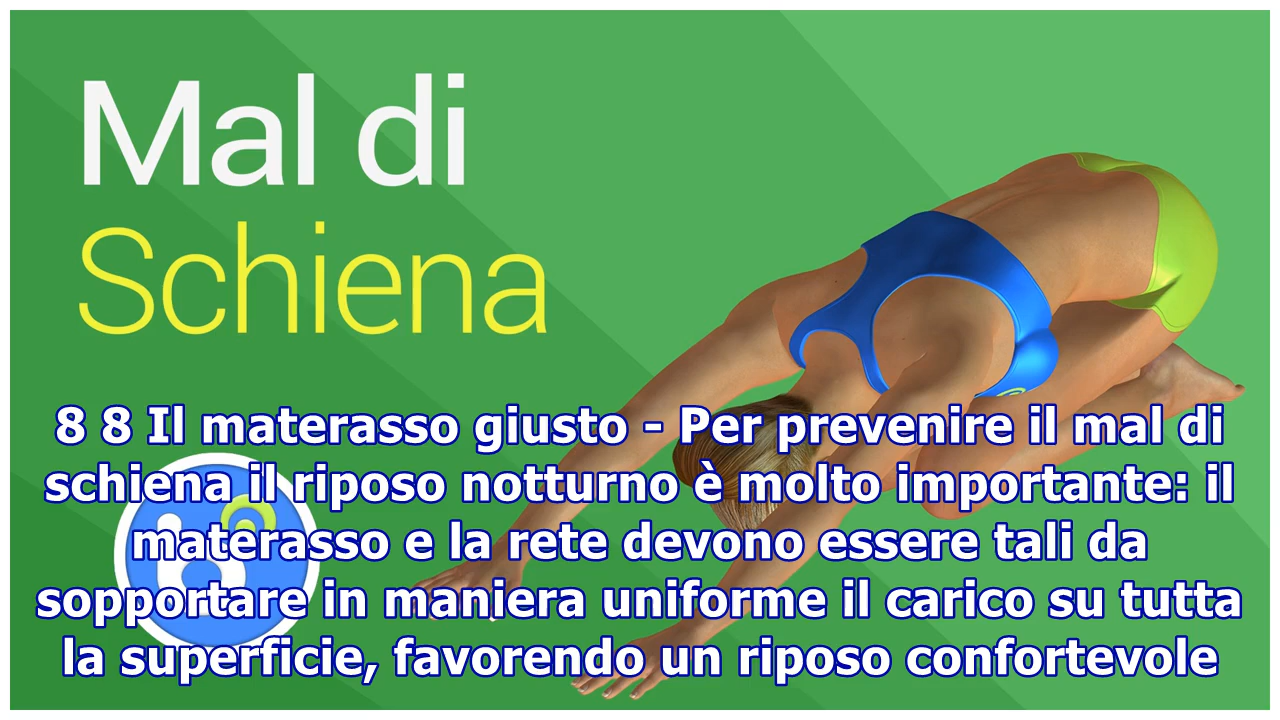 Mal di
Schiena
8 8 Il materasso giusto - Per prevenire il mal di
schiena il riposo notturno è molto importante: il
materasso e la rete devono essere tali da
sopportare in maniera uniforme il carico su tutta
la superficie, favorendo un riposo confortevole